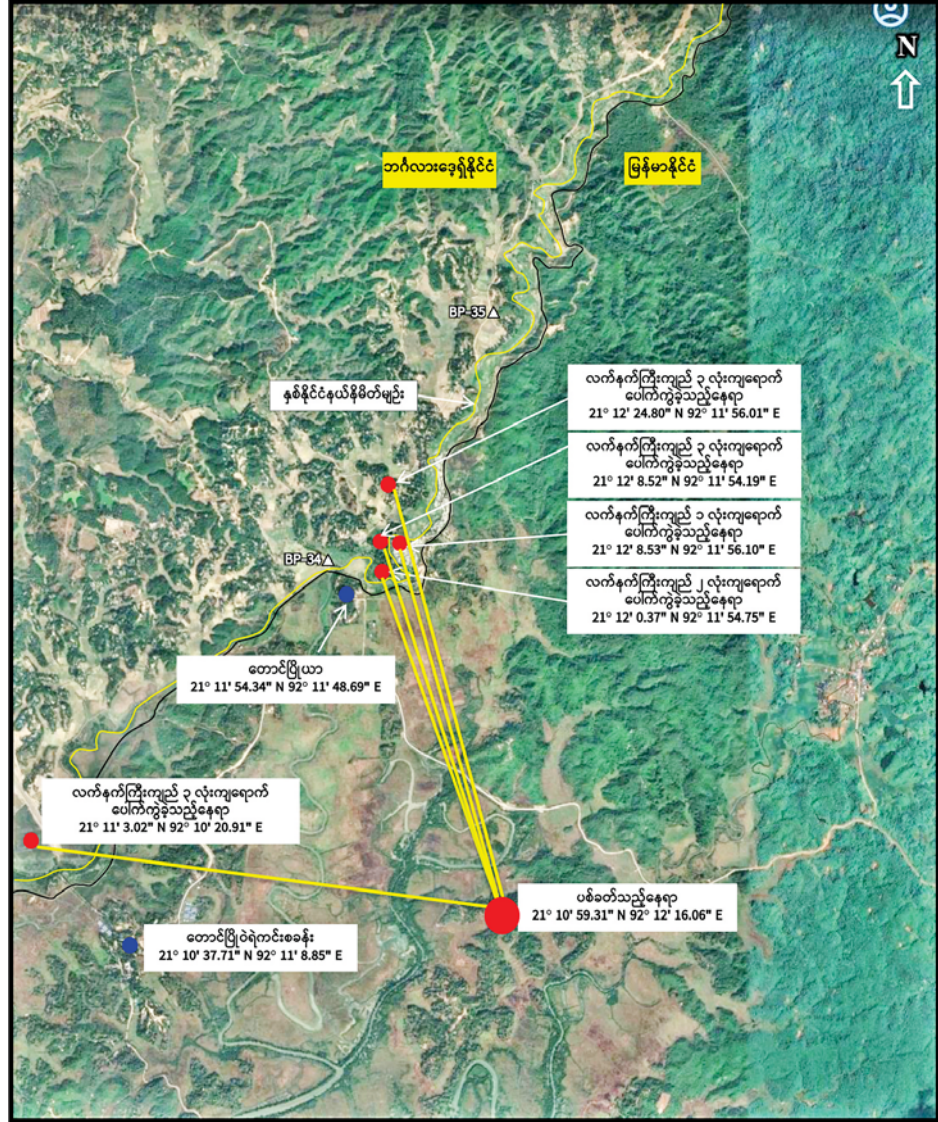 N
ဘင်္ဂလားဒေ့ရှ်နိုင်ငံ
မြန်မာနိုင်ငံ
BP-35
နှစ်နိုင်ငံနယ်နိမိတ်မျဉ်း
လက်နက်ကြီးကျည် ၃ လုံးကျရောက်
ပေါက်ကွဲခဲ့သည့်နေရာ
21° 12' 24.80" N 92° 11' 56.01" E
လက်နက်ကြီးကျည် ၃ လုံးကျရောက်
ပေါက်ကွဲခဲ့သည့်နေရာ
21° 12' 8.52" N 92° 11' 54.19" E
လက်နက်ကြီးကျည် ၁ လုံးကျရောက်
ပေါက်ကွဲခဲ့သည့်နေရာ
21° 12' 8.53" N 92° 11' 56.10" E
BP-34
လက်နက်ကြီးကျည် ၂ လုံးကျရောက်
ပေါက်ကွဲခဲ့သည့်နေရာ
21° 12' 0.37" N 92° 11' 54.75" E
တောင်ပြိုယာ
21° 11' 54.34" N 92° 11' 48.69" E
လက်နက်ကြီးကျည် ၃ လုံးကျရောက်
ပေါက်ကွဲခဲ့သည့်နေရာ
21° 11' 3.02" N 92° 10' 20.91" E
ပစ်ခတ်သည့်နေရာ
21° 10' 59.31" N 92° 12' 16.06" E
တောင်ပြိုဝဲရဲကင်းစခန်း
21° 10' 37.71" N 92° 11' 8.85" E